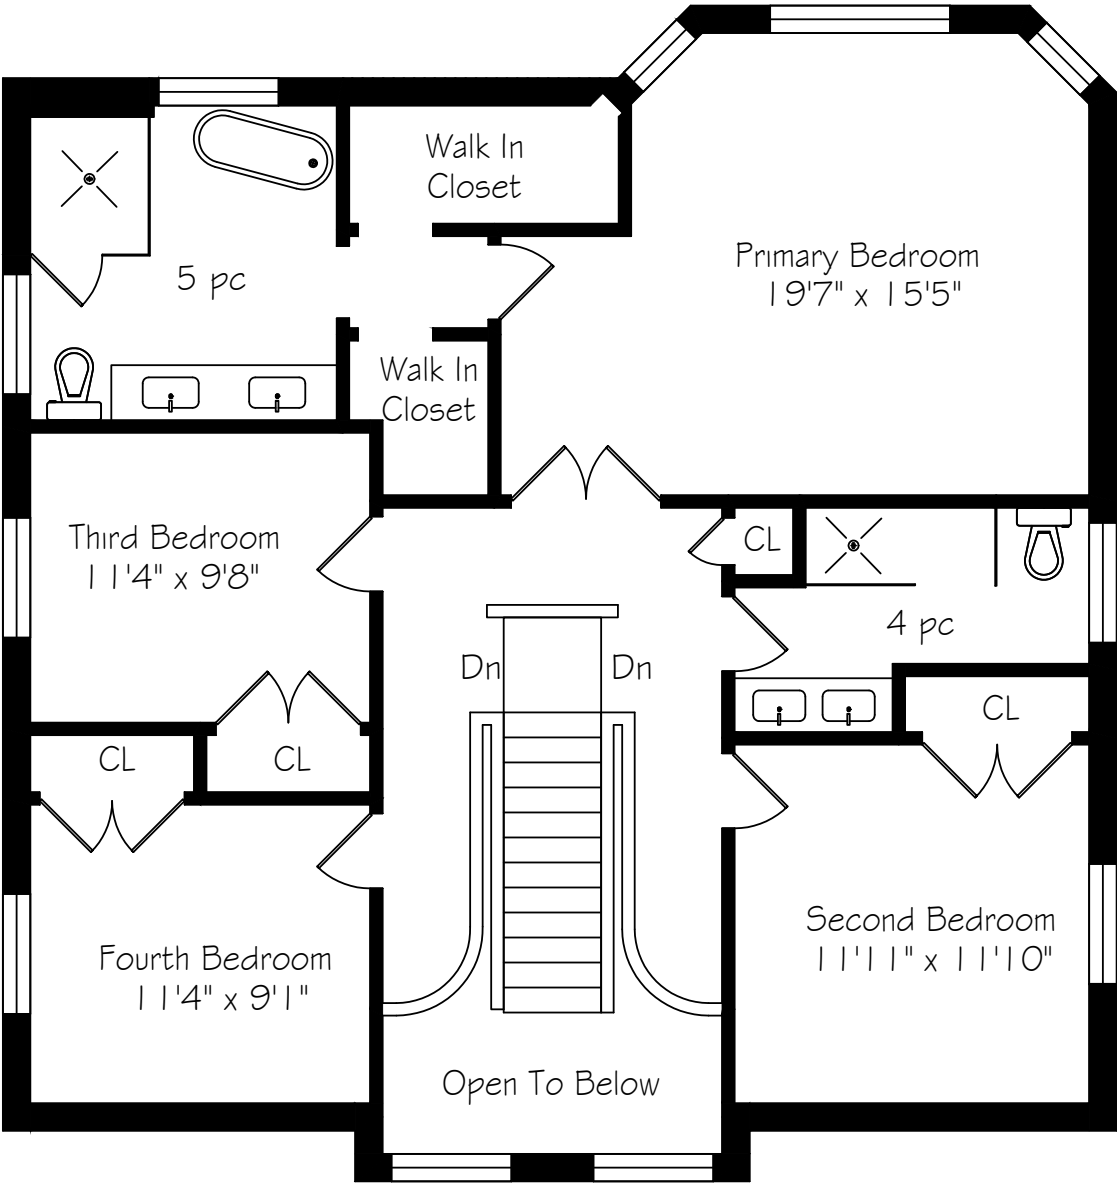 Walk In
Closet
5 pc
Primary Bedroom
19'7" x 15'5"
Walk In
Closet
Third Bedroom
11'4" x 9'8"
CL
4 pc
Dn
Dn
CL
CL
CL
Second Bedroom
11'11" x 11'10"
Fourth Bedroom
11'4" x 9'1"
Open To Below